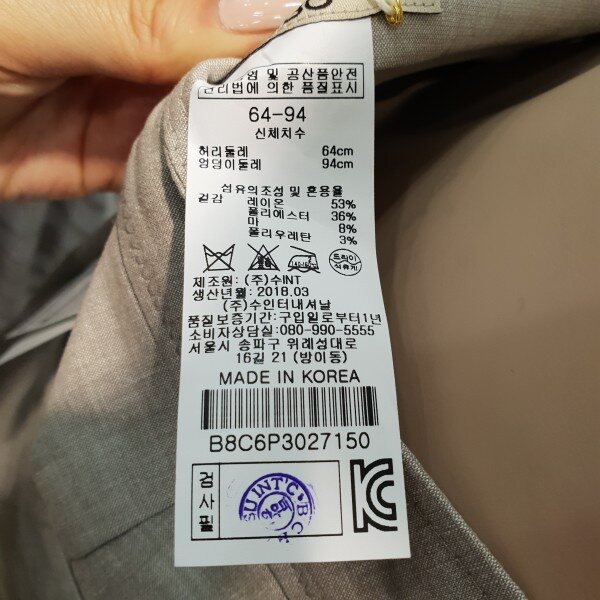 및 공산품안전
관리법에 의한 품질표시
64-94
신체치수
허리둘레 64cm
엉덩이둘레 94cm
섬유의조성 및 혼용율
겉감 레이온 53%
폴리에스터 36%
마 8%
폴리우레탄 3%
드라이
석유계
제조원: (주)수INT
생산년월: 2018.03
(주)수인터내셔날
품질보증기간:구입일로부터1년
소비자상담실:080-990-5555
서울시 송파구 위례성대로
16길 21 (방이동)
MADE IN KOREA
B8C6P3027150
검사필
SU INT'C
KC